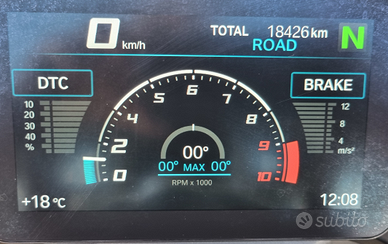 0 km/h
TOTAL 18426 km
ROAD
N
DTC
BRAKE
10
20
30
40
%
12
8
4
m/s²
0
2
4
5
6
7
8
9
10
00°
00° MAX 00°
RPM x 1000
+18 °C
12:08
subito